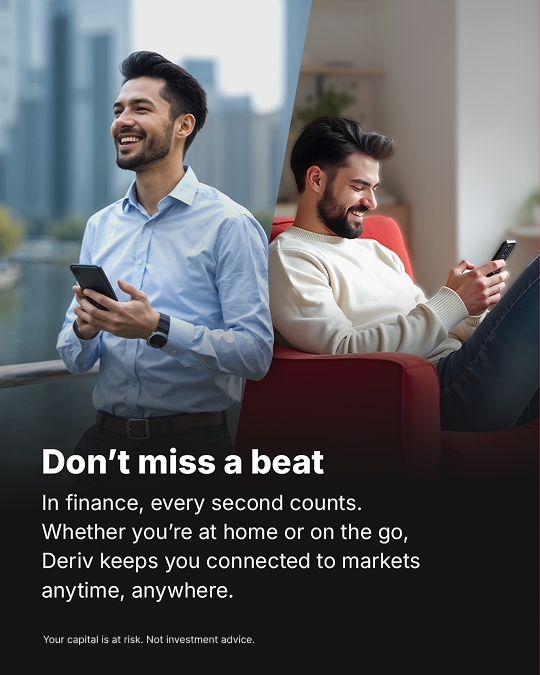 Don’t miss a beat
In finance, every second counts.
Whether you’re at home or on the go,
Deriv keeps you connected to markets
anytime, anywhere.
Your capital is at risk. Not investment advice.